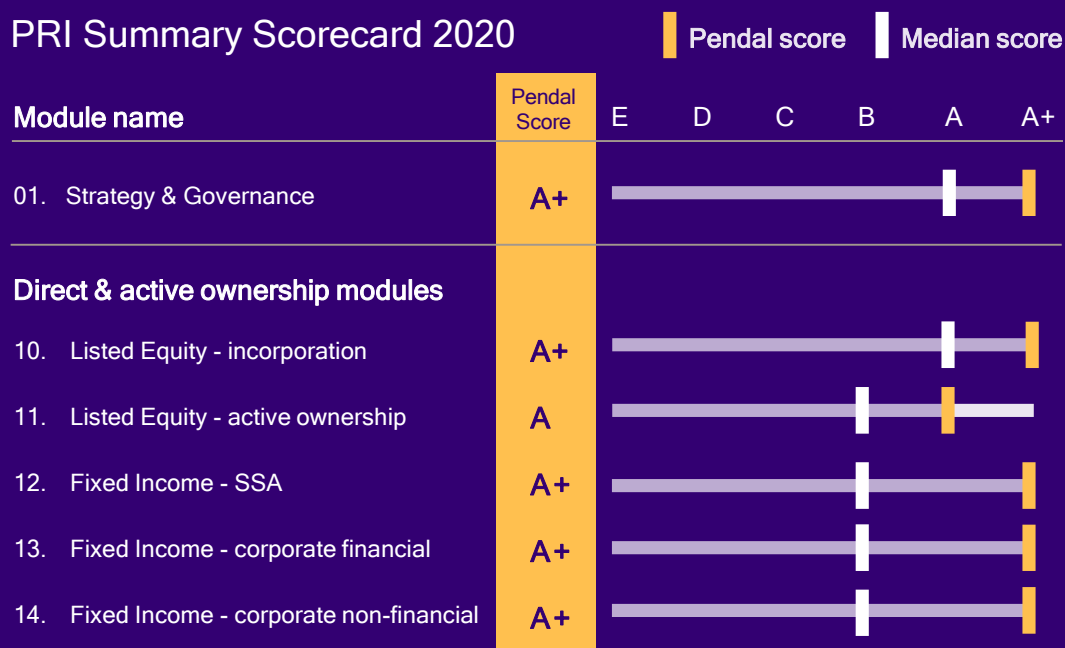 PRI Summary Scorecard 2020
Pendal score
Median score
Module name
Pendal
Score
E D C B A A+
01. Strategy & Governance A+
Direct & active ownership modules
10. Listed Equity - incorporation A+
11. Listed Equity - active ownership A
12. Fixed Income - SSA A+
13. Fixed Income - corporate financial A+
14. Fixed Income - corporate non-financial A+